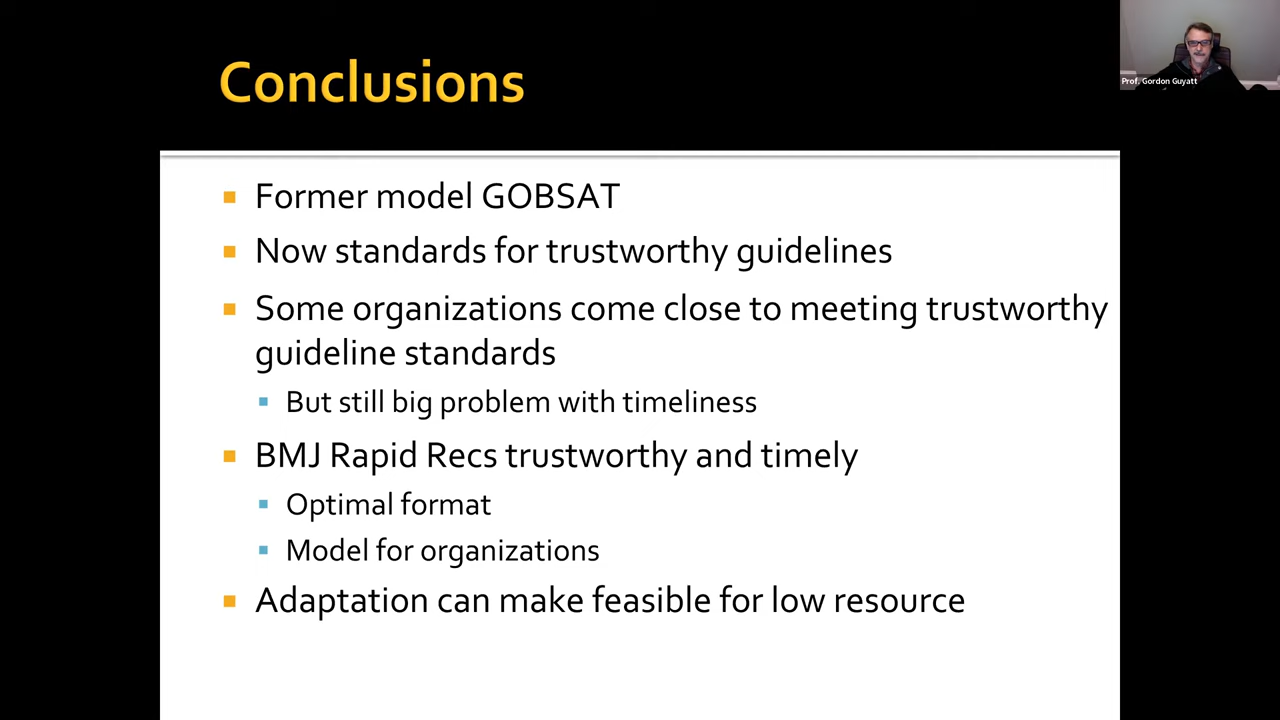 Conclusions
Prof. Gordon Guyatt
Former model GOBSAT
Now standards for trustworthy guidelines
Some organizations come close to meeting trustworthy
guideline standards
But still big problem with timeliness
BMJ Rapid Recs trustworthy and timely
Optimal format
Model for organizations
Adaptation can make feasible for low resource